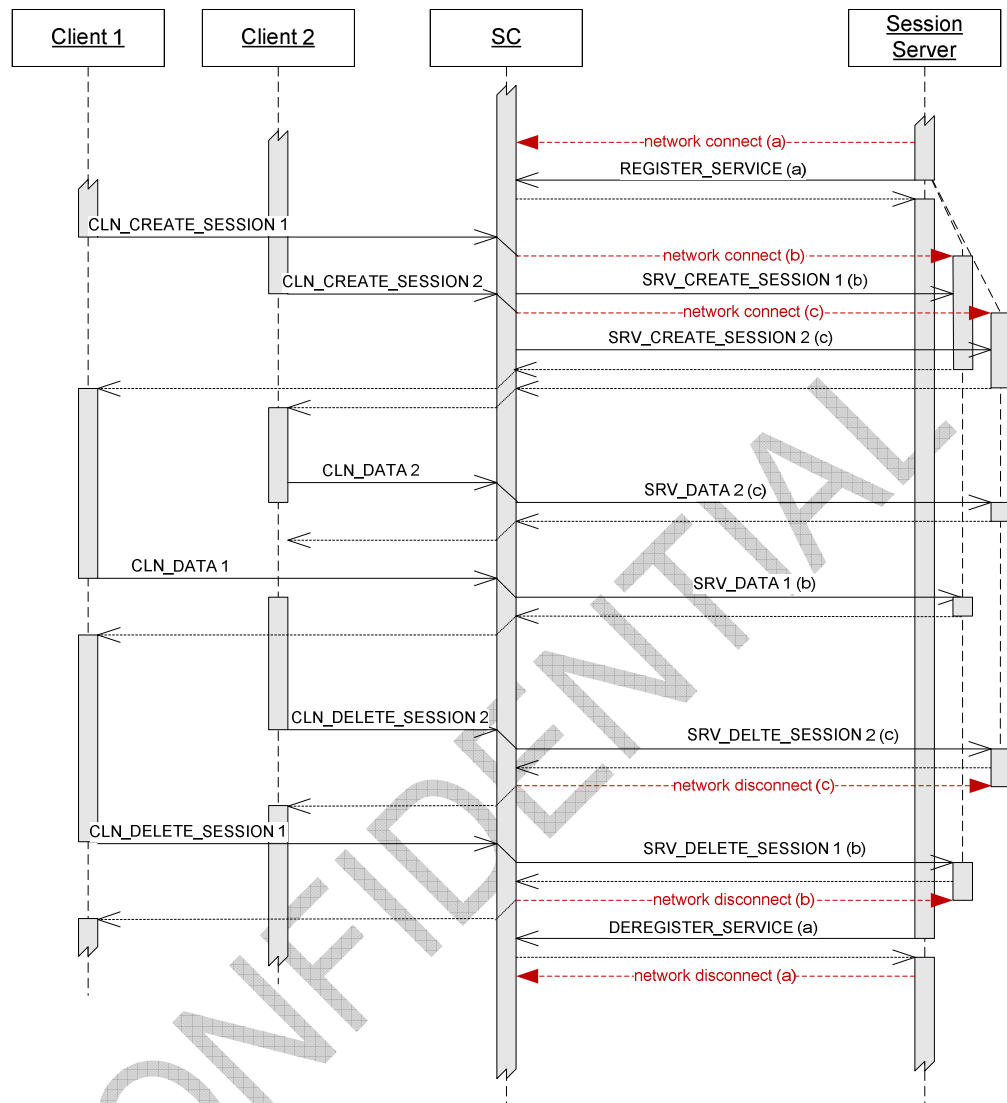 Client 1
Client 2
SC
Session
Server
network connect (a)
REGISTER_SERVICE (a)
CLN_CREATE_SESSION 1
network connect (b)
CLN_CREATE_SESSION 2
SRV_CREATE_SESSION 1 (b)
network connect (c)
SRV_CREATE_SESSION 2 (c)
CLN_DATA 2
SRV_DATA 2 (c)
CLN_DATA 1
SRV_DATA 1 (b)
CLN_DELETE_SESSION 2
SRV_DELTE_SESSION 2 (c)
network disconnect (c)
CLN_DELETE_SESSION 1
SRV_DELETE_SESSION 1 (b)
network disconnect (b)
DEREGISTER_SERVICE (a)
network disconnect (a)
ONFIDENTIAL